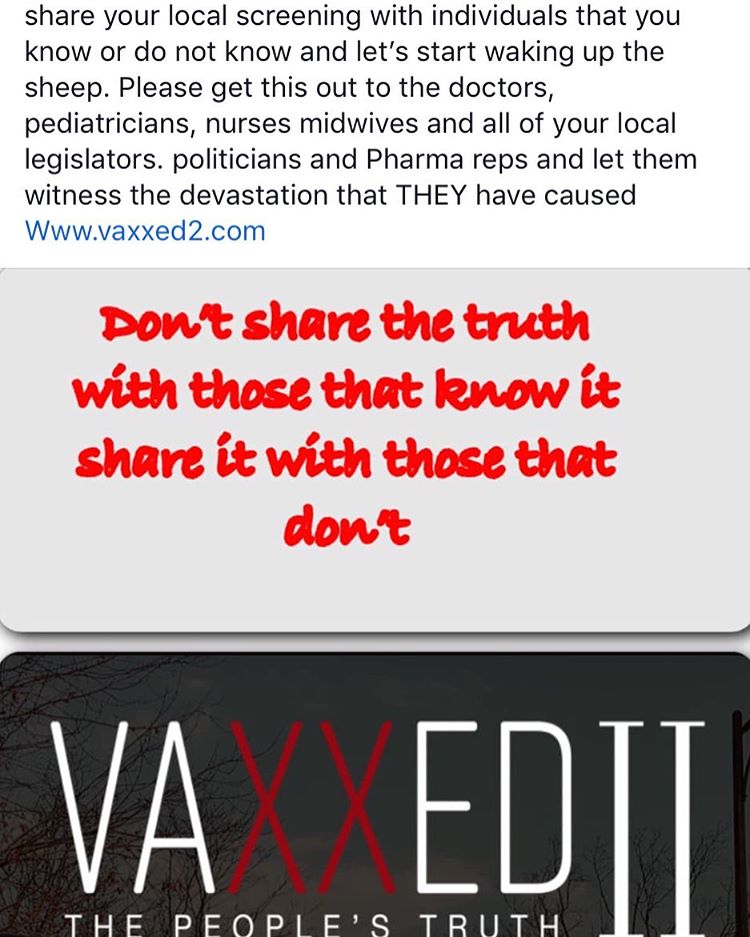 share your local screening with individuals that you
know or do not know and let's start waking up the
sheep. Please get this out to the doctors,
pediatricians, nurses midwives and all of your local
legislators. politicians and Pharma reps and let them
witness the devastation that THEY have caused
Www.vaxxed2.com
Don't share the truth
with those that know it
share it with those that
don't
VAXXED II
THE PEOPLE'S TRUTH